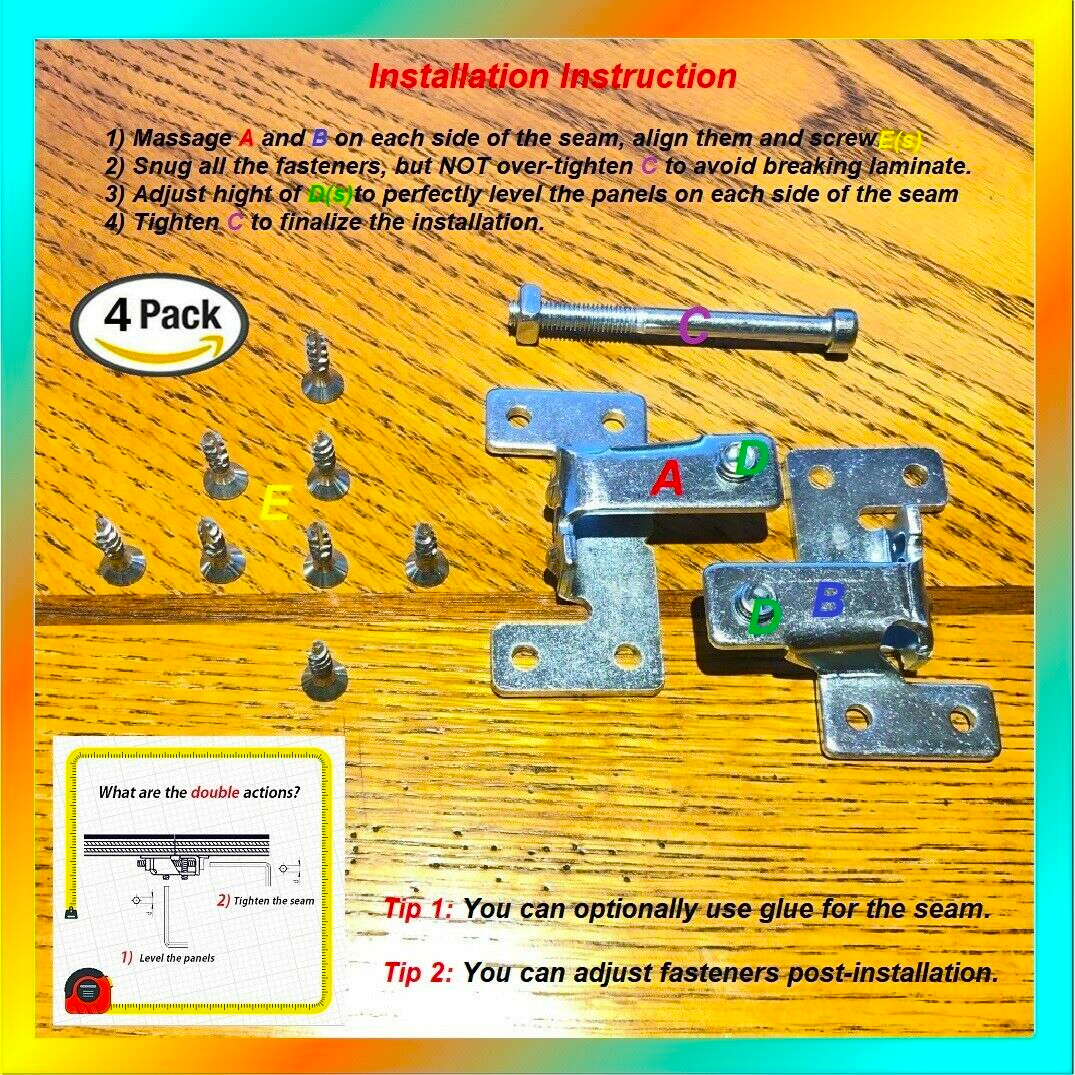 Installation Instruction
1) Massage A and B on each side of the seam, align them and screw E(s)
2) Snug all the fasteners, but NOT over-tighten C to avoid breaking laminate.
3) Adjust hight of D(s) to perfectly level the panels on each side of the seam
4) Tighten C to finalize the installation.
4 Pack
C
D
A
E
B
D
What are the double actions?
2) Tighten the seam
1) Level the panels
Tip 1: You can optionally use glue for the seam.
Tip 2: You can adjust fasteners post-installation.